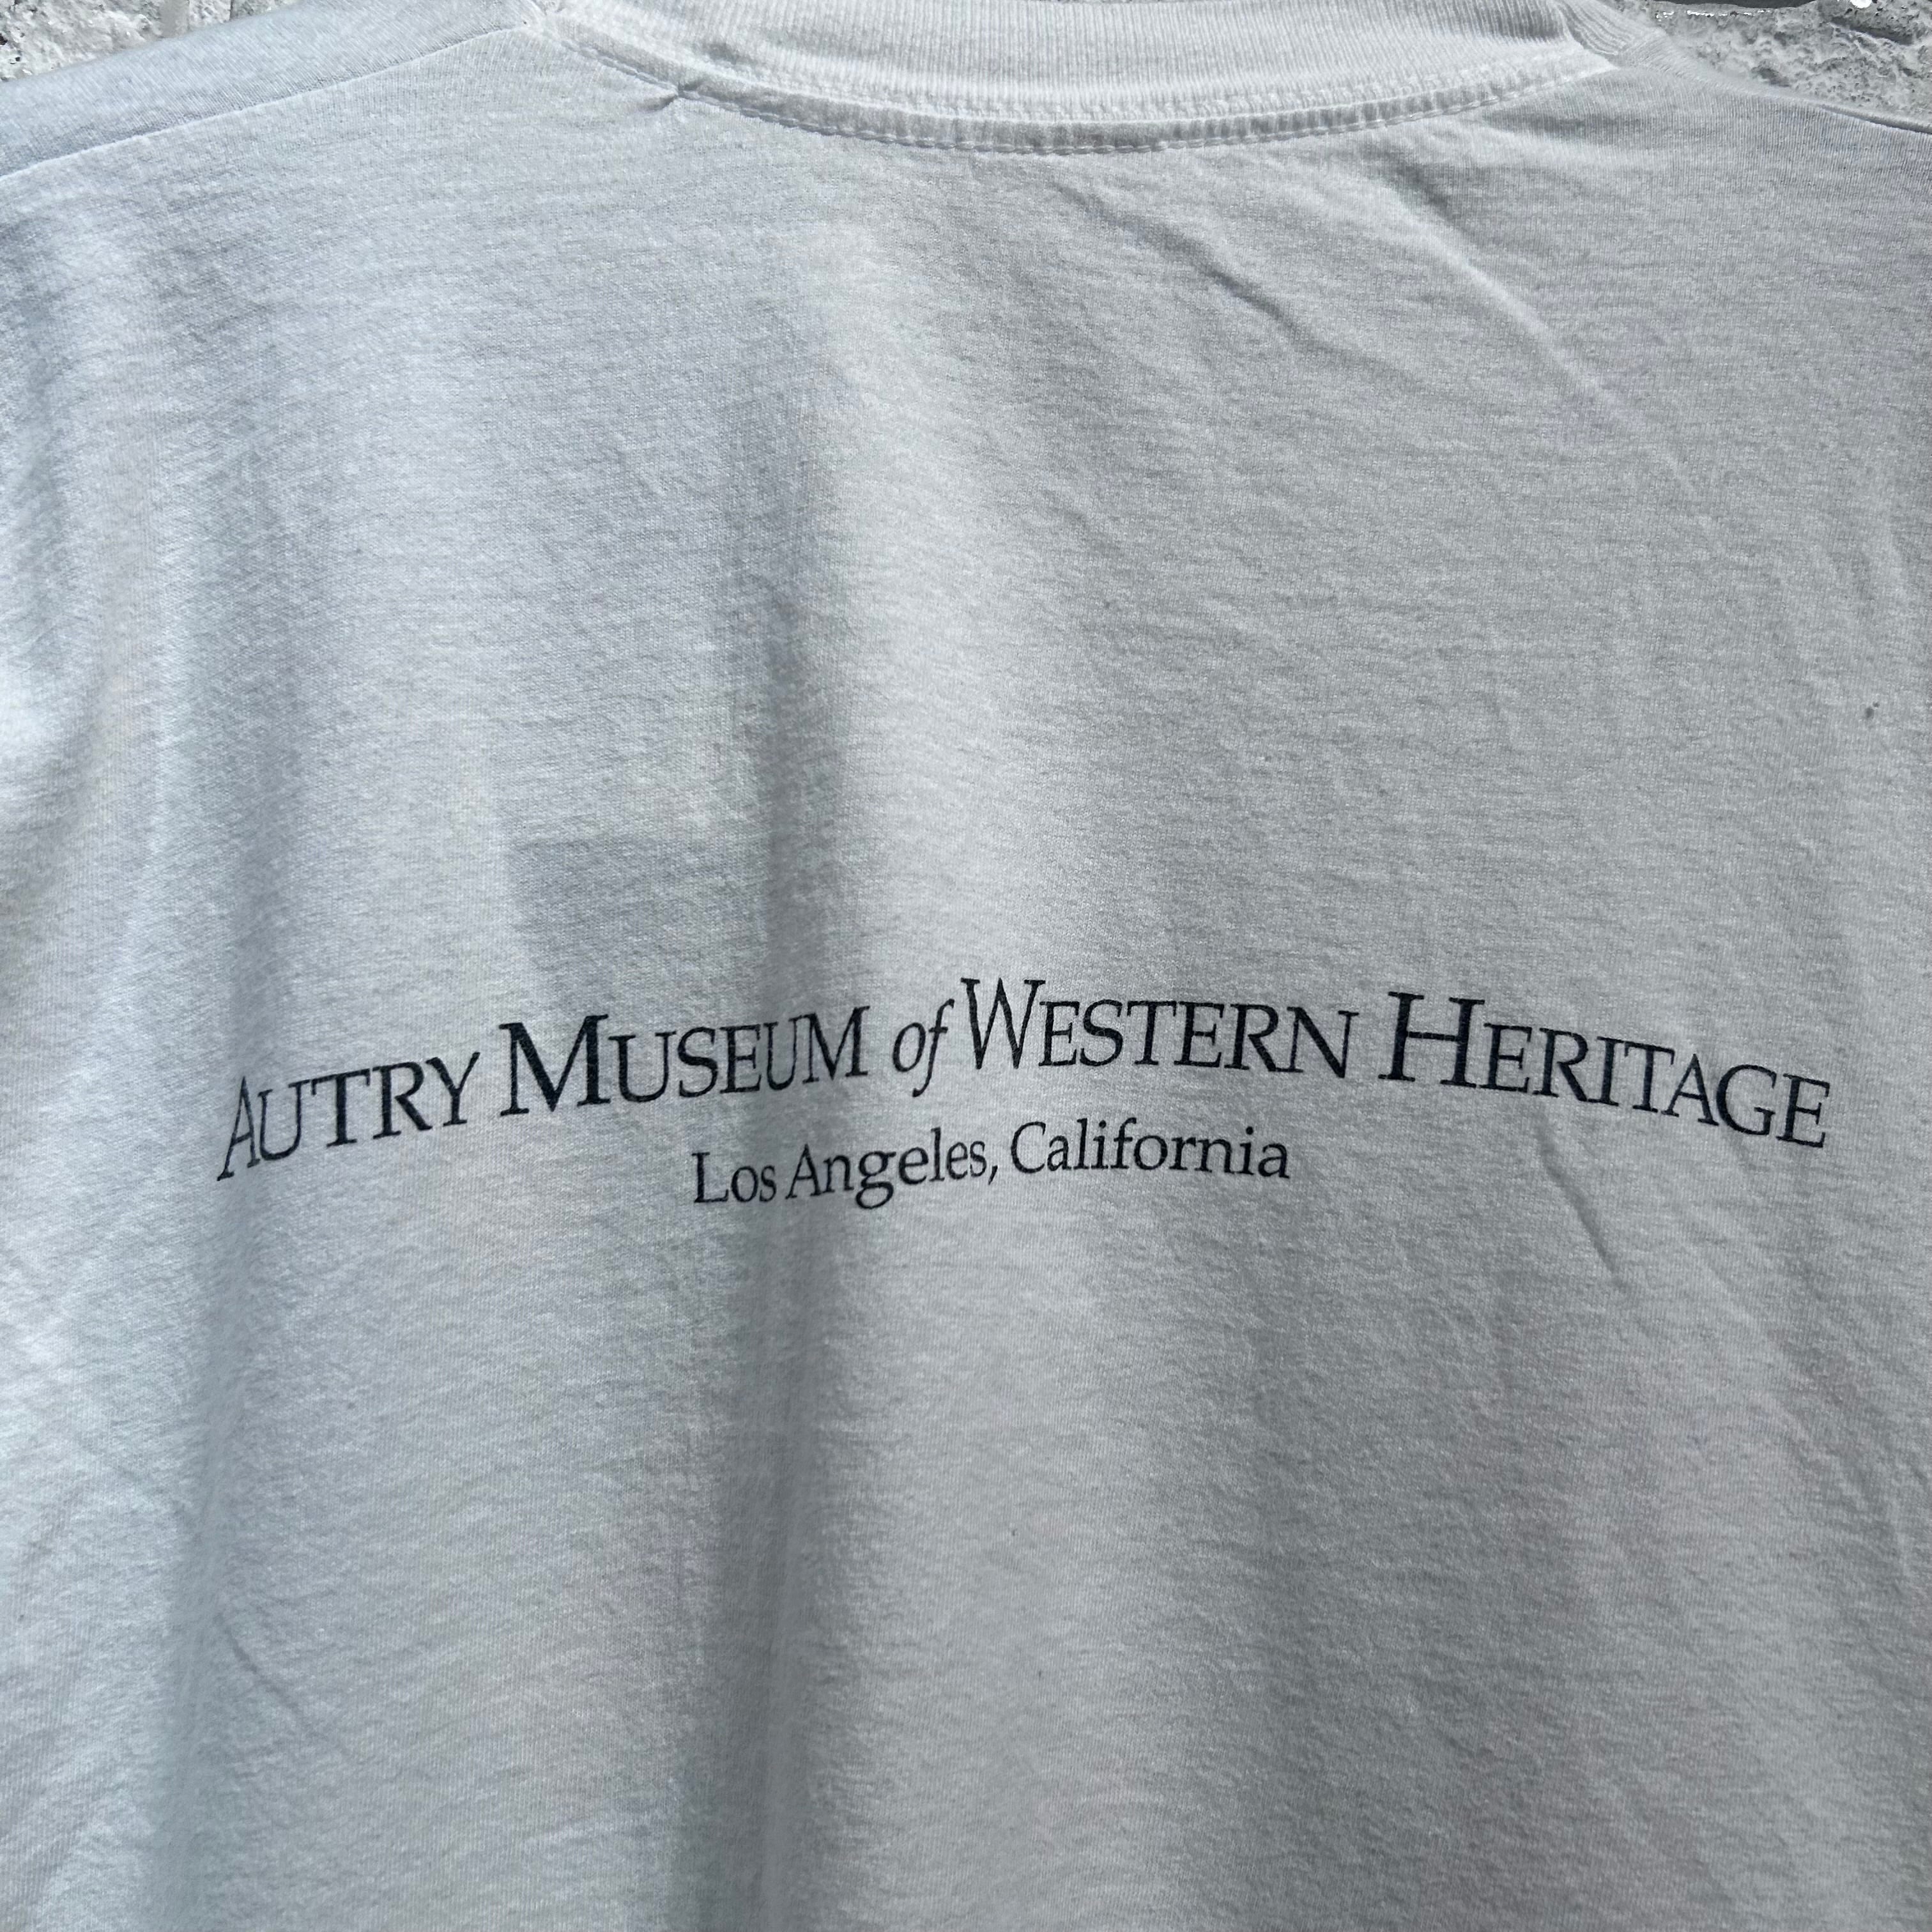 AUTRY MUSEUM of WESTERN HERITAGE
Los Angeles, California